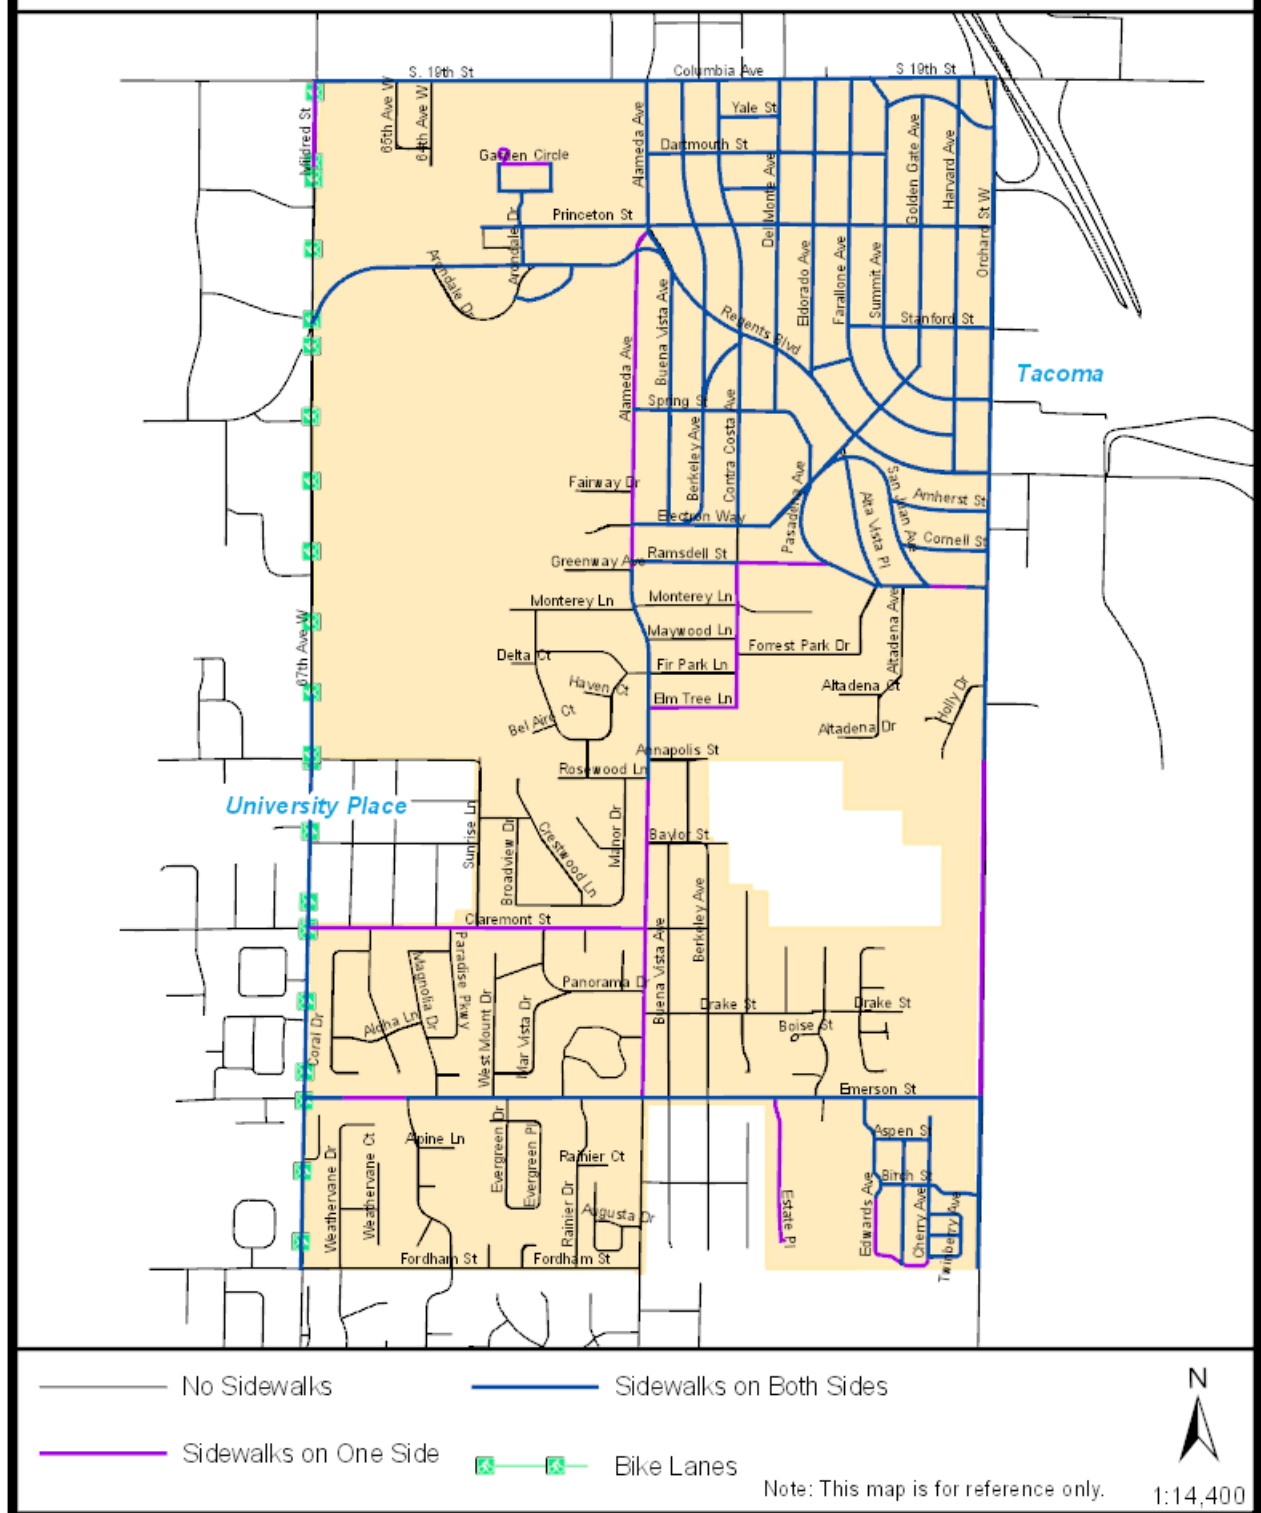 S. 19th St
Columbia Ave
S 19th St
Mildred St
65th Ave W
64th Ave W
Alameda Ave
Yale St
Dartmouth St
Garden Circle
Del Monte Ave
Golden Gate Ave
Harvard Ave
Princeton St
Arondale Dr
Arondale Dr
Orchard St W
Eldorado Ave
Farallone Ave
Summit Ave
Buena Vista Ave
Regents Blvd
Stanford St
Tacoma
Alameda Ave
Spring St
Berkeley Ave
Contra Costa Ave
Fairway Dr
Pasadena Ave
Alta Vista Pl
San Juan Ave
Amherst St
Electron Way
Cornell St
Ramsdell St
Greenway Ave
Monterey Ln
Monterey Ln
67th Ave W
Maywood Ln
Forrest Park Dr
Altadena Ave
Delta Ct
Fir Park Ln
Haven Ct
Elm Tree Ln
Altadena Ct
Holly Dr
Bel Aire Ct
Altadena Dr
Annapolis St
Rosewood Ln
University Place
Sunrise Ln
Broadview Dr
Crestwood Ln
Manor Dr
Baylor St
Claremont St
Berkeley Ave
Buena Vista Ave
Paradise Pkwy
Magnolia Dr
Panorama Dr
Drake St
Drake St
Coral Dr
Aloha Ln
West Mount Dr
Mar Vista Dr
Boise St
Emerson St
Alpine Ln
Evergreen Dr
Evergreen Pl
Rainier Ct
Aspen St
Birch St
Weathervane Dr
Weathervane Ct
Rainier Dr
Augusta Dr
Estate Pl
Edwards Ave
Cherry Ave
Twinberry Ave
Fordham St
Fordham St
No Sidewalks
Sidewalks on Both Sides
N
Sidewalks on One Side
Bike Lanes
Note: This map is for reference only.
1:14,400